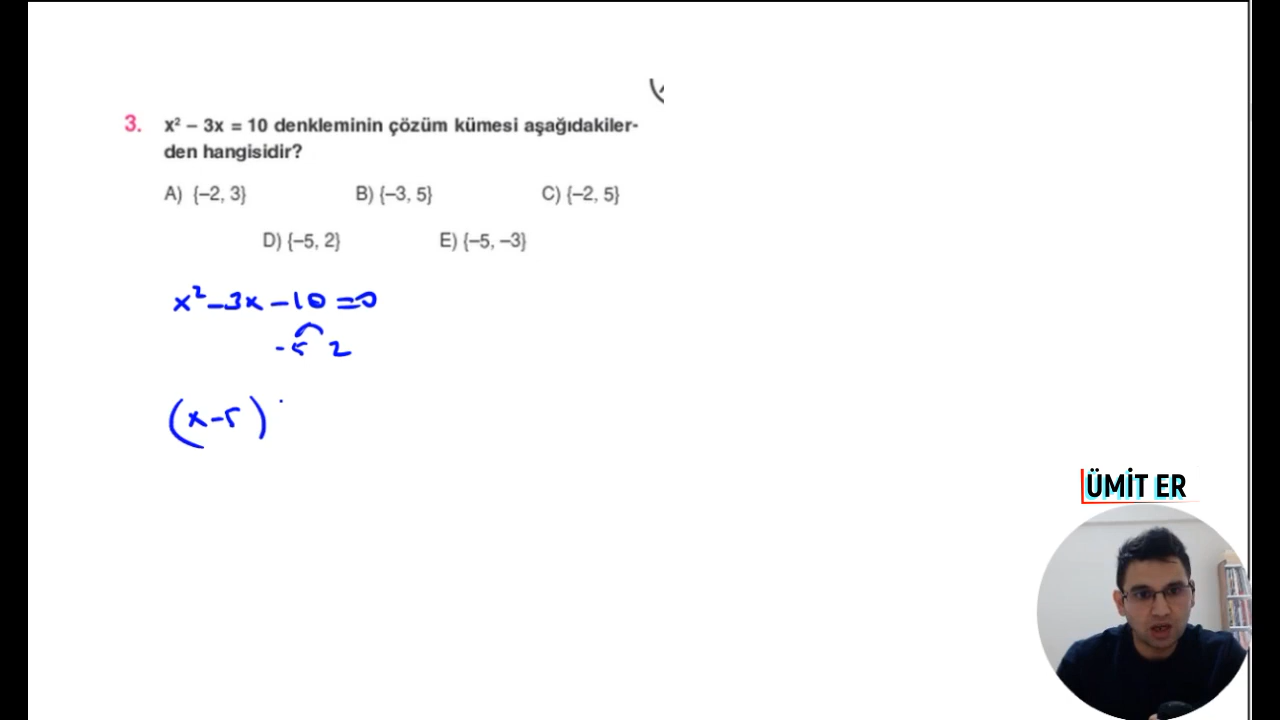 3. x² – 3x = 10 denkleminin çözüm kümesi aşağıdakiler-
den hangisidir?
A) {–2, 3} B) {–3, 5} C) {–2, 5}
D) {–5, 2} E) {–5, –3}
x² – 3x – 10 = 0
-5 2
(x – 5)
ÜMİT ER